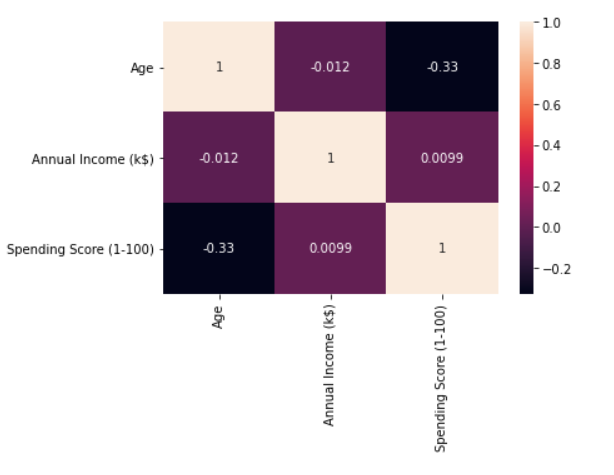 Age 1 -0.012 -0.33
Annual Income (k$) -0.012 1 0.0099
Spending Score (1-100) -0.33 0.0099 1
Age
Annual Income (k$)
Spending Score (1-100)
1.0
0.8
0.6
0.4
0.2
0.0
−0.2